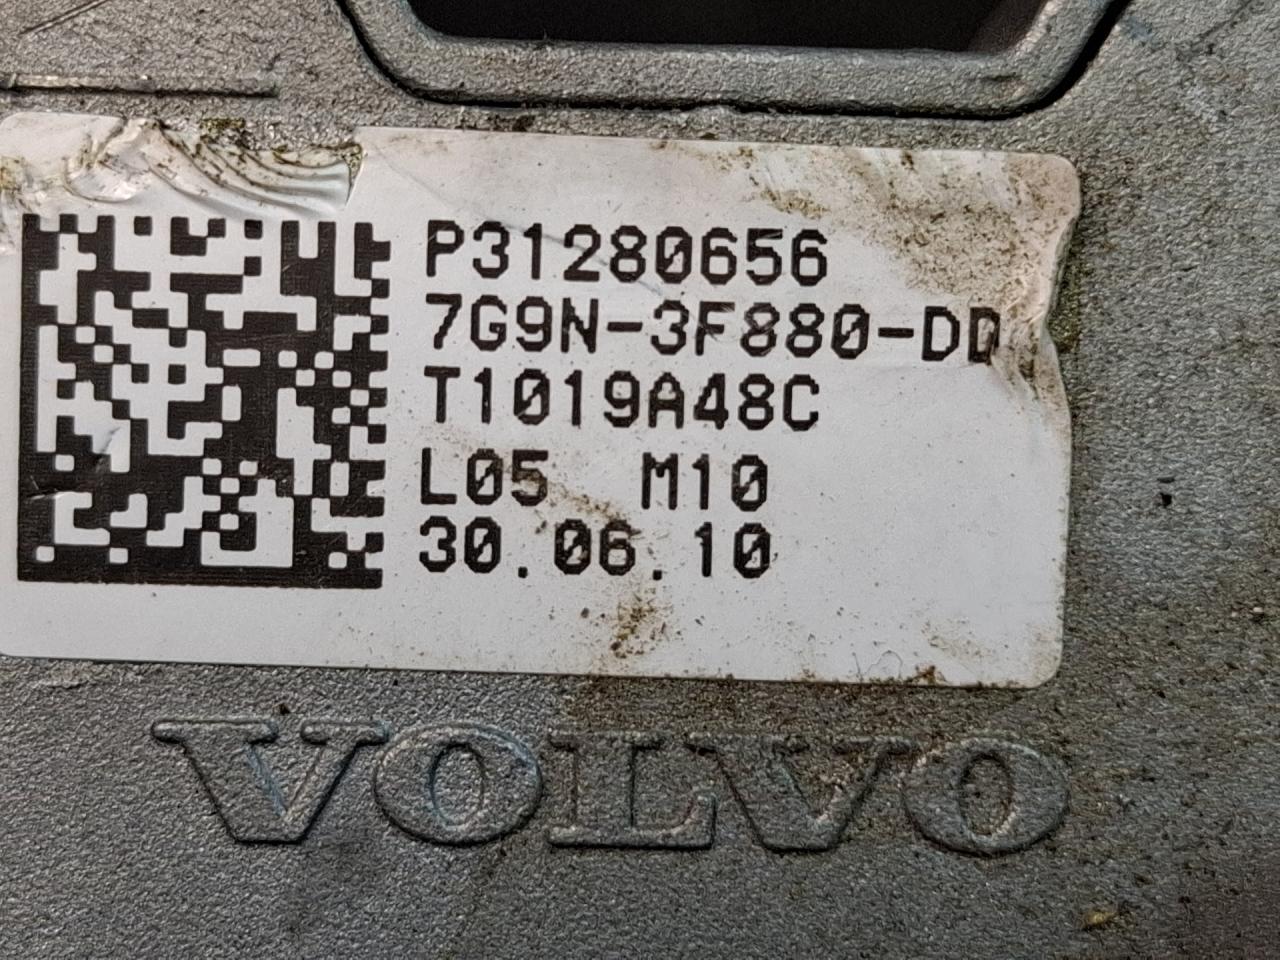 P31280656
7G9N-3F880-DD
T1019A48C
L05 M10
30.06.10
VOLVO